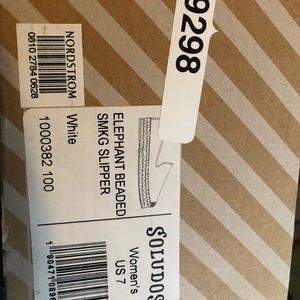 9298
NORDSTROM
0810 2784 0628
ELEPHANT BEADED
SMKG SLIPPER
White
1000382 100
SOLUDOS
Women's
US 7